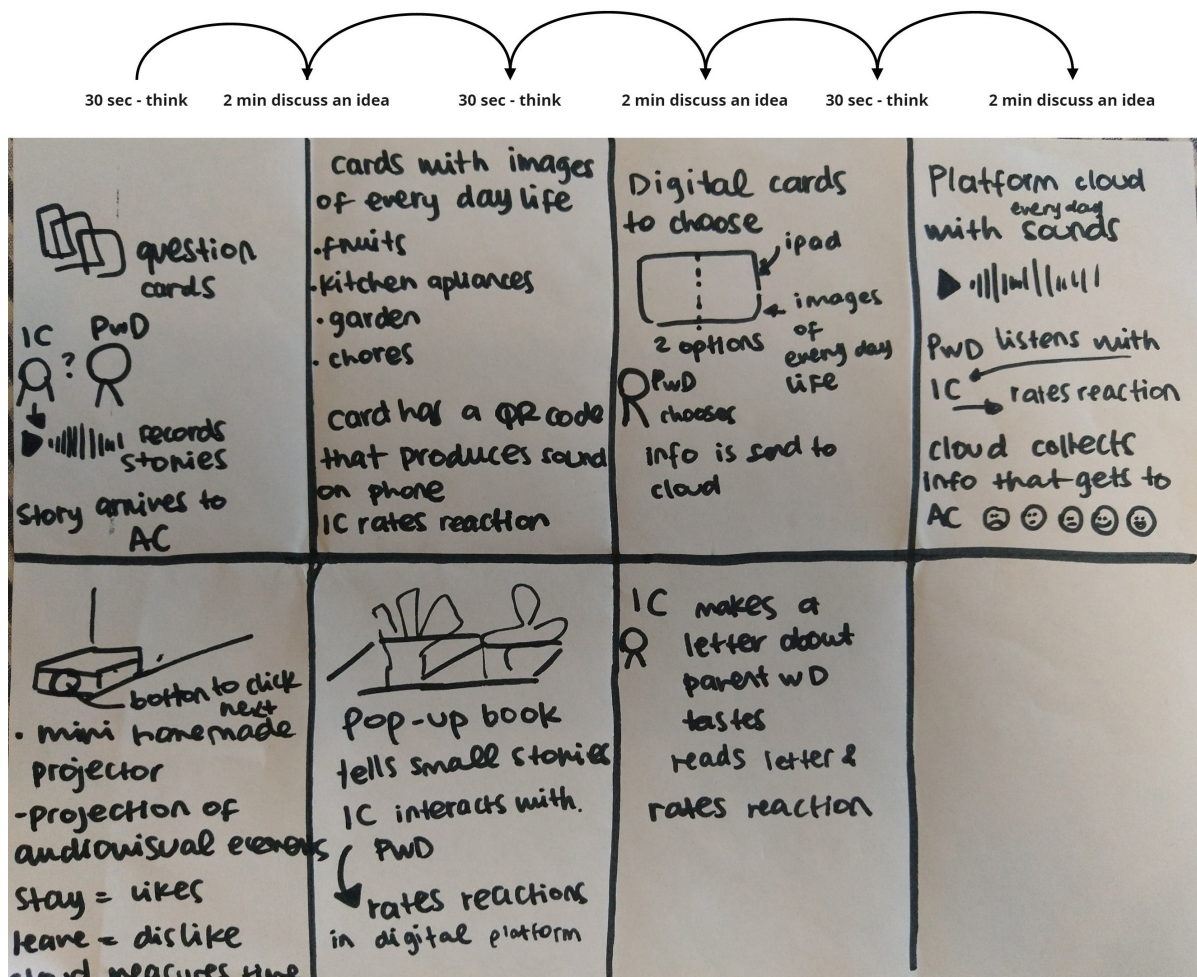 30 sec - think
2 min discuss an idea
30 sec - think
2 min discuss an idea
30 sec - think
2 min discuss an idea
question
cards
IC
PwD
?
records
stories
story arrives to
AC
cards with images
of every day life
.fruits
.kitchen apliances
.garden
.chores
card has a QR code
that produces sound
on phone
IC rates reaction
Digital cards
to choose
ipad
images
of
every day
life
2 options
PwD
chooses
info is send to
cloud
Platform cloud
with everyday sounds
PwD listens with
IC
rates reaction
cloud collects
info that gets to
AC
botton to click
next
. mini homemade
projector
-projection of
audiovisual
stay = likes
leave = dislike
cloud measures time
Pop-up book
tells small stories
IC interacts with.
PwD
rates reactions
in digital platform
IC makes a
letter about
parent wD
tastes
reads letter &
rates reaction